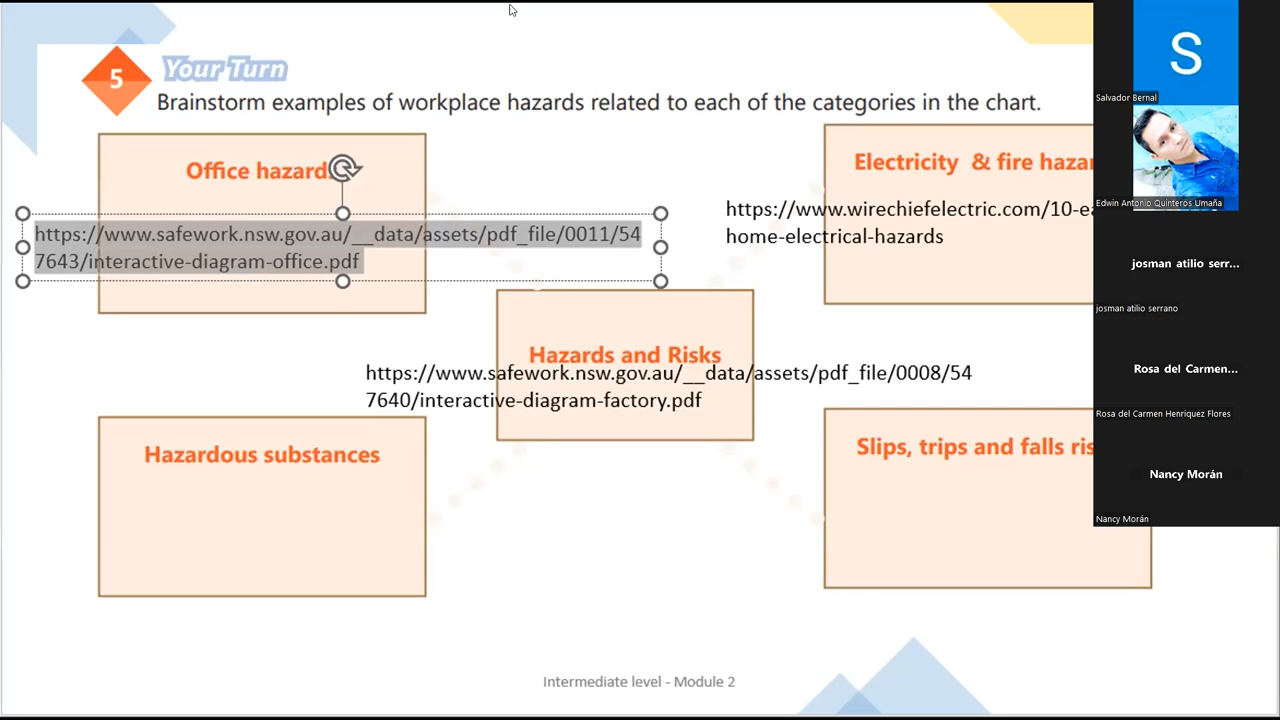 5
Your Turn
Brainstorm examples of workplace hazards related to each of the categories in the chart.
Office hazard
https://www.safework.nsw.gov.au/__data/assets/pdf_file/0011/54
7643/interactive-diagram-office.pdf
Electricity & fire hazar
https://www.wirechiefelectric.com/10-ea
home-electrical-hazards
Hazards and Risks
https://www.safework.nsw.gov.au/__data/assets/pdf_file/0008/54
7640/interactive-diagram-factory.pdf
Hazardous substances
Slips, trips and falls ris
Intermediate level - Module 2
S
Salvador Bernal
Edwin Antonio Quinteros Umaña
josman atilio serr...
josman atilio serrano
Rosa del Carmen...
Rosa del Carmen Henriquez Flores
Nancy Morán
Nancy Morán